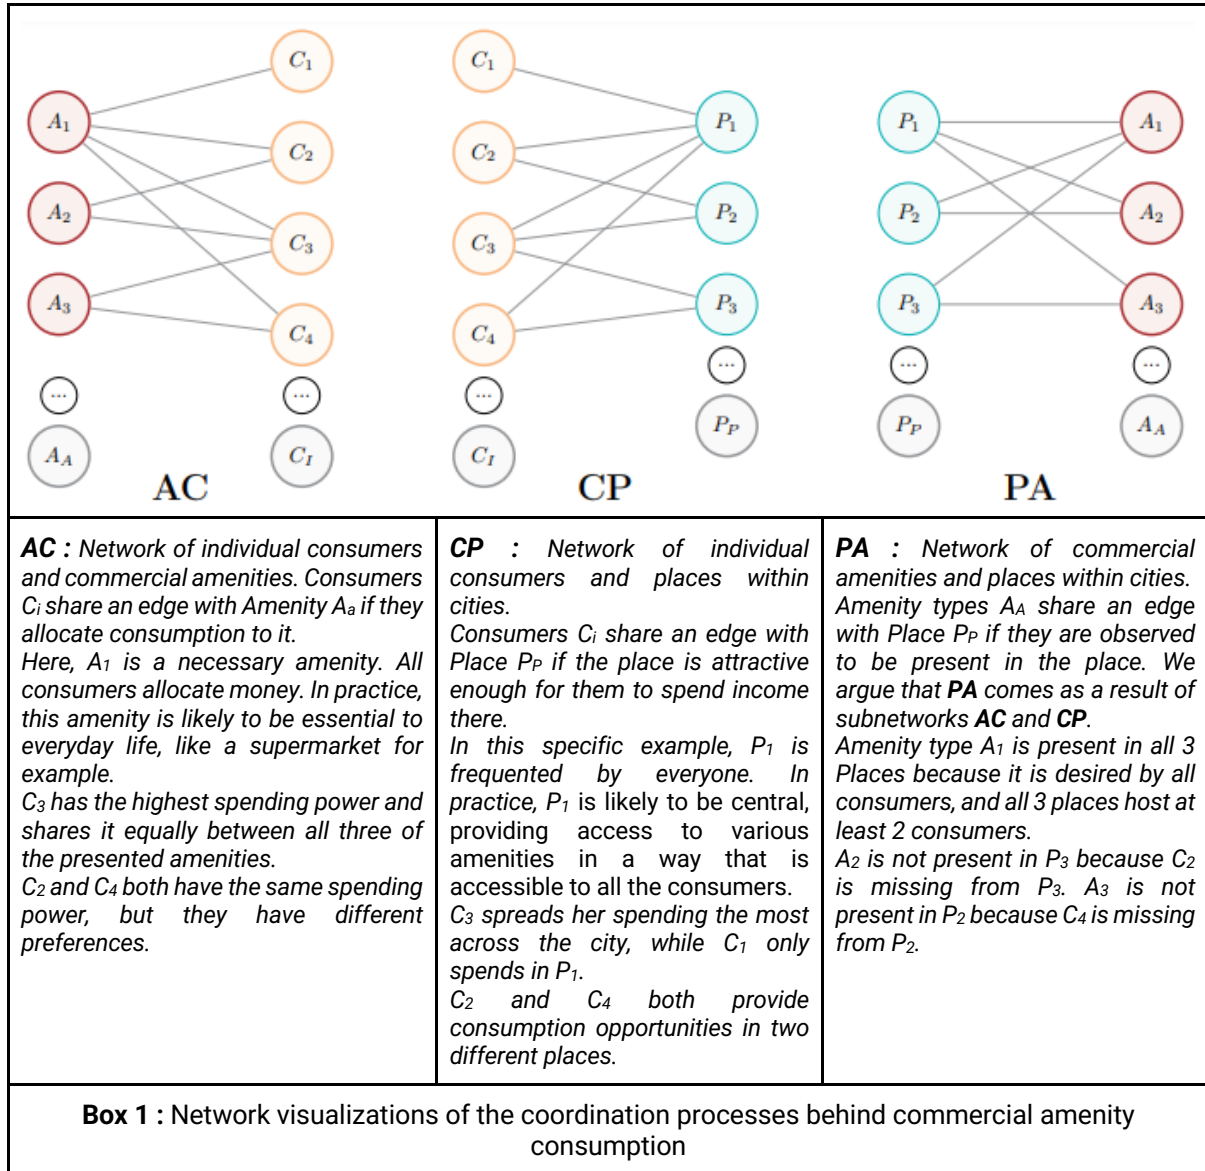 C1 C1
A1 P1 P1 A1
C2 C2
A2 P2 P2 A2
C3 C3
A3 P3 P3 A3
C4 C4
... ... ...
... ... ...
PP PP AA
AA CI CI
AC CP PA
AC : Network of individual consumers
and commercial amenities. Consumers
Ci share an edge with Amenity Aa if they
allocate consumption to it.
Here, A1 is a necessary amenity. All
consumers allocate money. In practice,
this amenity is likely to be essential to
everyday life, like a supermarket for
example.
C3 has the highest spending power and
shares it equally between all three of
the presented amenities.
C2 and C4 both have the same spending
power, but they have different
preferences.
CP : Network of individual
consumers and places within
cities.
Consumers Ci share an edge with
Place PP if the place is attractive
enough for them to spend income
there.
In this specific example, P1 is
frequented by everyone. In
practice, P1 is likely to be central,
providing access to various
amenities in a way that is
accessible to all the consumers.
C3 spreads her spending the most
across the city, while C1 only
spends in P1.
C2 and C4 both provide
consumption opportunities in two
different places.
PA : Network of commercial
amenities and places within cities.
Amenity types AA share an edge
with Place PP if they are observed
to be present in the place. We
argue that PA comes as a result of
subnetworks AC and CP.
Amenity type A1 is present in all 3
Places because it is desired by all
consumers, and all 3 places host at
least 2 consumers.
A2 is not present in P3 because C2
is missing from P3. A3 is not
present in P2 because C4 is missing
from P2.
Box 1 : Network visualizations of the coordination processes behind commercial amenity
consumption